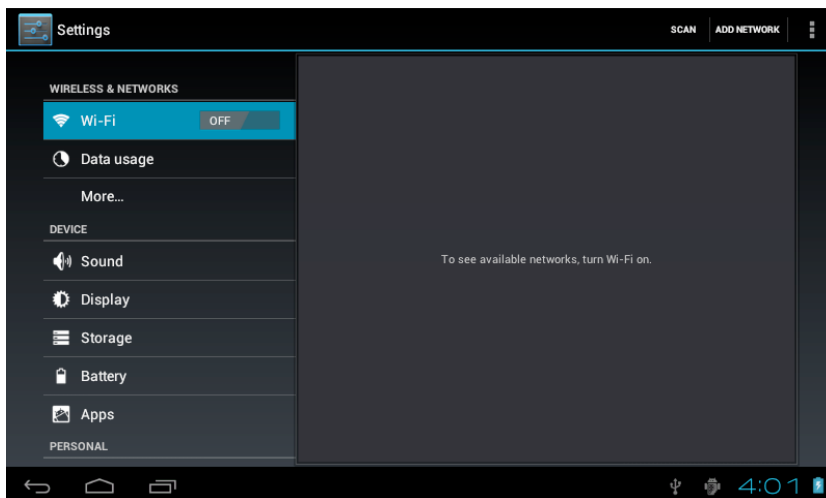 Settings
SCAN
ADD NETWORK
WIRELESS & NETWORKS
Wi-Fi OFF
Data usage
More...
DEVICE
Sound
Display
Storage
Battery
Apps
PERSONAL
To see available networks, turn Wi-Fi on.
4:01